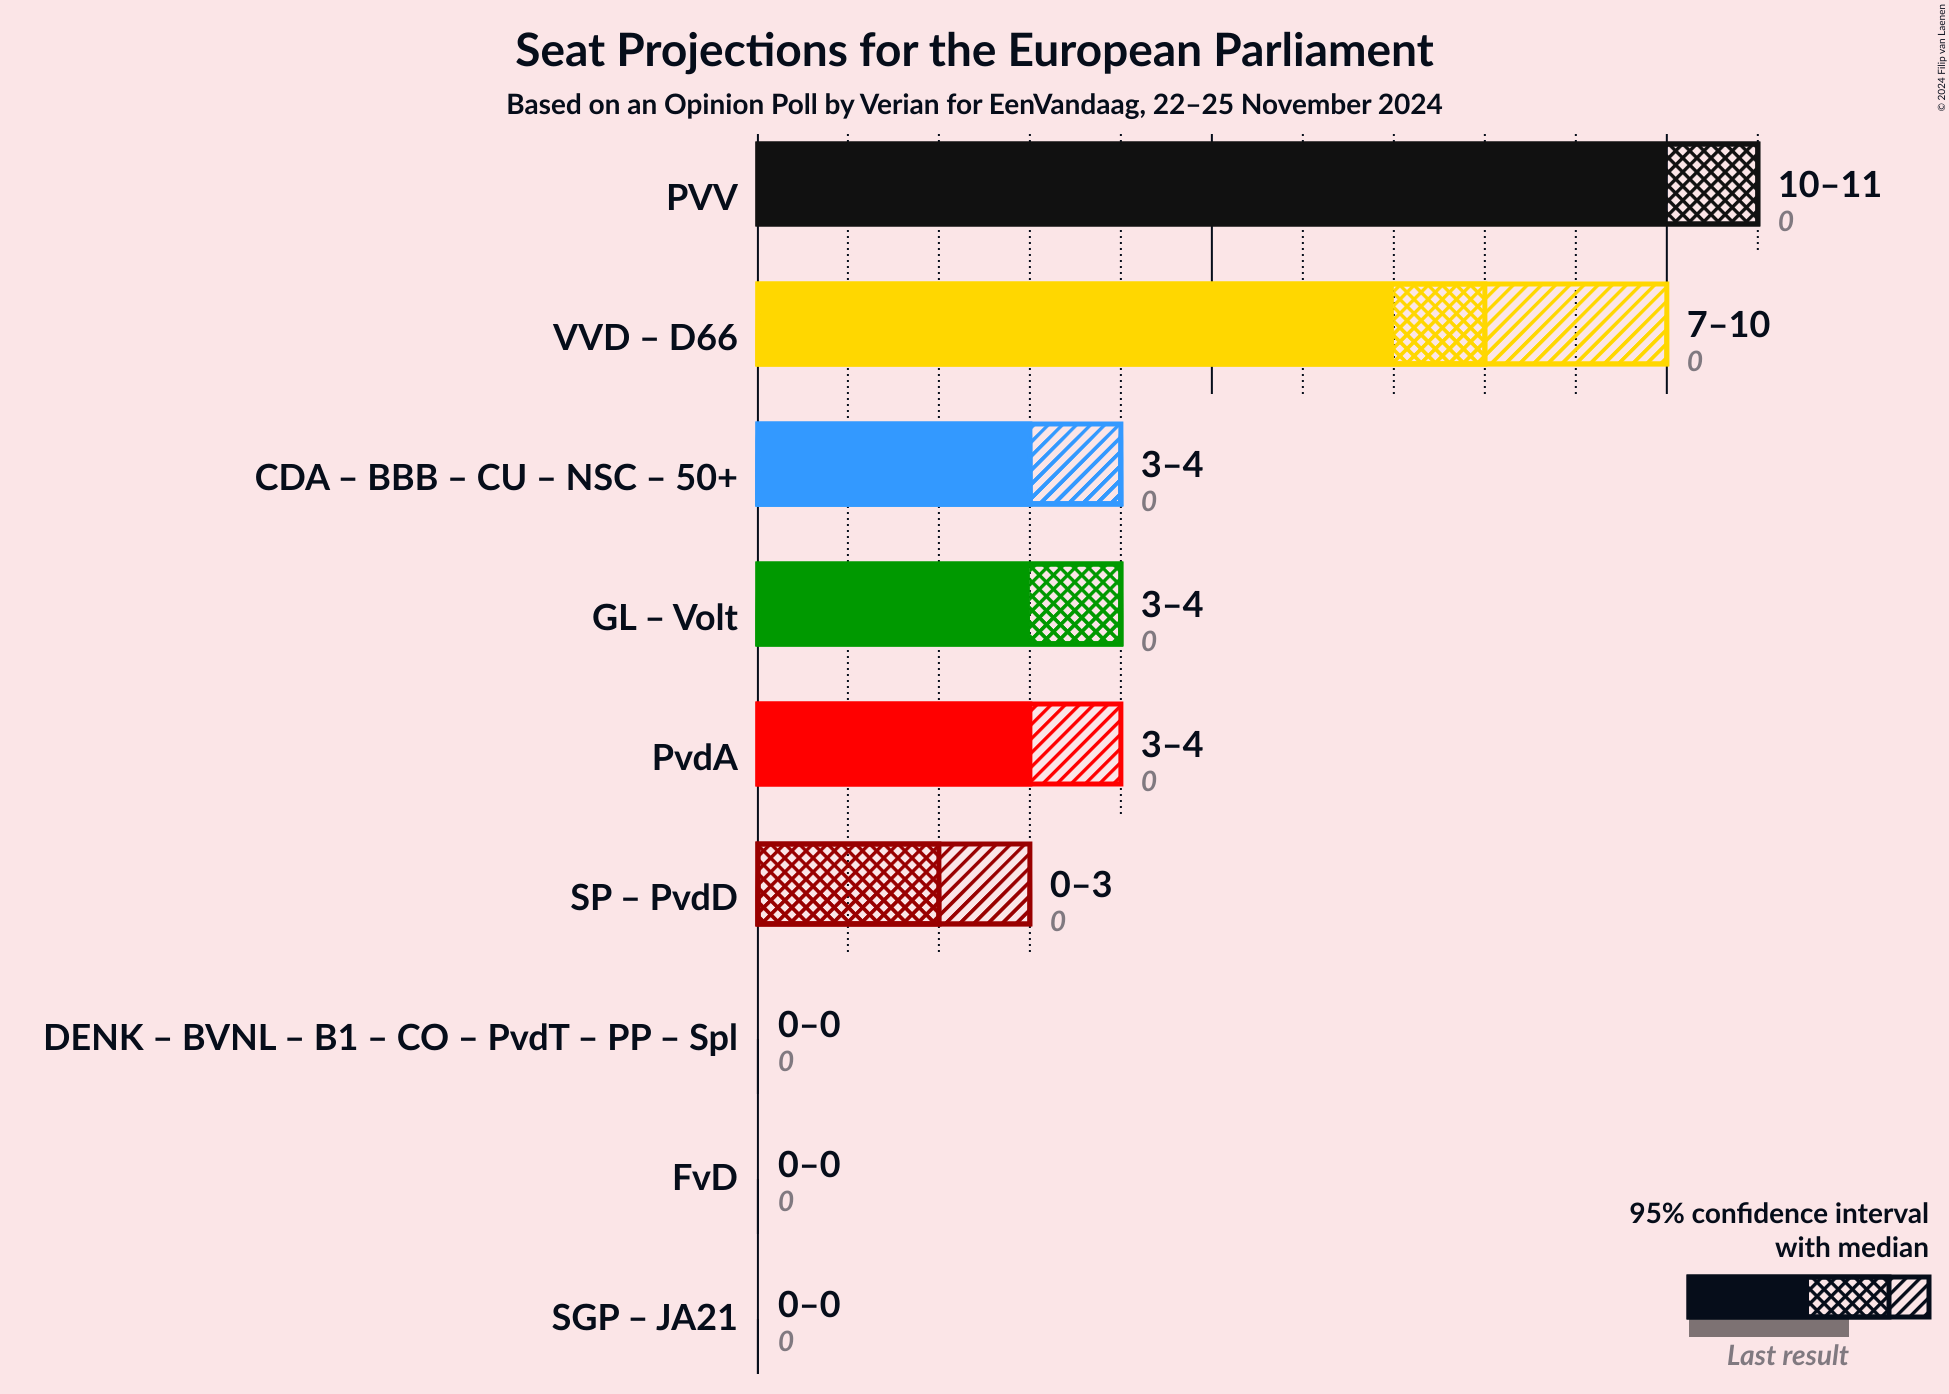 Seat Projections for the European Parliament
Based on an Opinion Poll by Verian for EenVandaag, 22–25 November 2024
© 2024 Filip van Laenen
PVV
10–11
0
VVD – D66
7–10
0
CDA – BBB – CU – NSC – 50+
3–4
0
GL – Volt
3–4
0
PvdA
3–4
0
SP – PvdD
0–3
0
DENK – BVNL – B1 – CO – PvdT – PP – Spl
0–0
0
FvD
0–0
0
SGP – JA21
0–0
0
95% confidence interval
with median
Last result